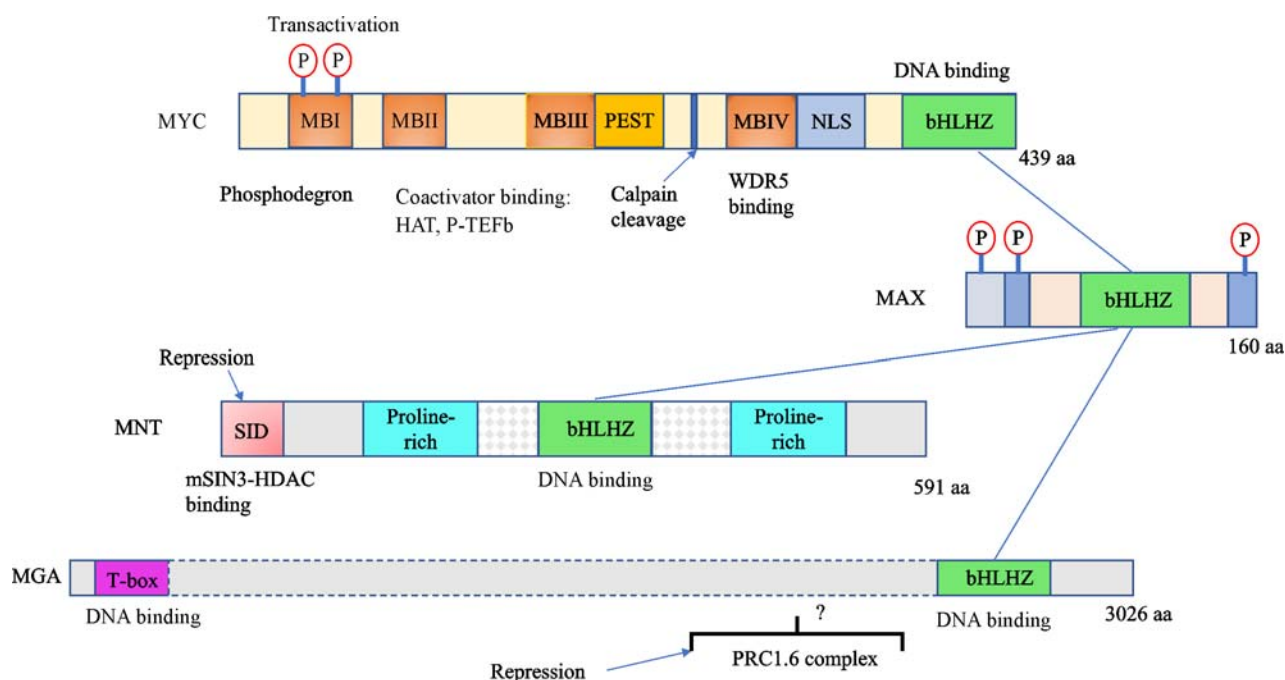 Transactivation
P P
DNA binding
MYC MBI MBII MBIII PEST MBIV NLS bHLHZ
439 aa
Phosphodegron
Coactivator binding:
HAT, P-TEFb
Calpain
cleavage
WDR5
binding
P P P
MAX bHLHZ
160 aa
Repression
MNT SID Proline-
rich bHLHZ Proline-
rich
mSIN3-HDAC
binding
DNA binding
591 aa
MGA T-box bHLHZ
DNA binding
DNA binding
3026 aa
?
PRC1.6 complex
Repression